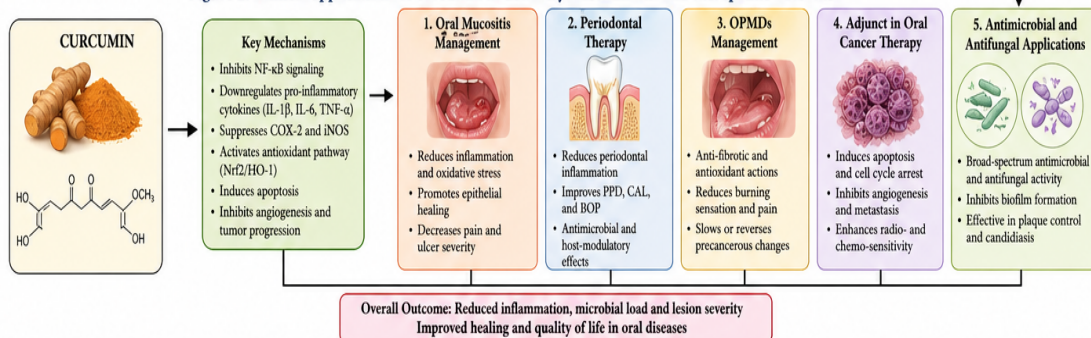 CURCUMIN
HO
O O
OCH₃
HO
OH
Key Mechanisms
• Inhibits NF-κB signaling
• Downregulates pro-inflammatory
cytokines (IL-1β, IL-6, TNF-α)
• Suppresses COX-2 and iNOS
• Activates antioxidant pathway
(Nrf2/HO-1)
• Induces apoptosis
• Inhibits angiogenesis and
tumor progression
1. Oral Mucositis
Management
• Reduces inflammation
and oxidative stress
• Promotes epithelial
healing
• Decreases pain and
ulcer severity
2. Periodontal
Therapy
• Reduces periodontal
inflammation
• Improves PPD, CAL,
and BOP
• Antimicrobial and
host-modulatory
effects
3. OPMDs
Management
• Anti-fibrotic and
antioxidant actions
• Reduces burning
sensation and pain
• Slows or reverses
precancerous changes
4. Adjunct in Oral
Cancer Therapy
• Induces apoptosis
and cell cycle arrest
• Inhibits angiogenesis
and metastasis
• Enhances radio- and
chemo-sensitivity
5. Antimicrobial and
Antifungal Applications
• Broad-spectrum antimicrobial
and antifungal activity
• Inhibits biofilm formation
• Effective in plaque control
and candidiasis
Overall Outcome: Reduced inflammation, microbial load and lesion severity
Improved healing and quality of life in oral diseases